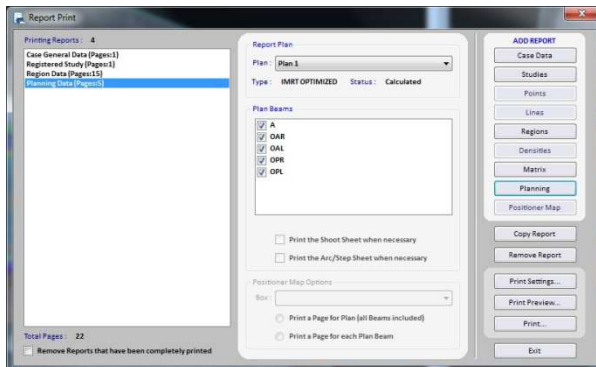 Report Print
Printing Reports : 4
Case General Data (Pages:1)
Registered Study (Pages:1)
Region Data (Pages:15)
Planning Data (Pages:5)
Total Pages : 22
Remove Reports that have been completely printed
Report Plan
Plan : Plan 1
Type : IMRT OPTIMIZED Status : Calculated
Plan Beams
A
OAR
OAL
OPR
OPL
Print the Shoot Sheet when necessary
Print the Arc/Step Sheet when necessary
Positioner Map Options
Box :
Print a Page for Plan (all Beams included)
Print a Page for each Plan Beam
ADD REPORT
Case Data
Studies
Points
Lines
Regions
Densities
Matrix
Planning
Positioner Map
Copy Report
Remove Report
Print Settings...
Print Preview...
Print...
Exit